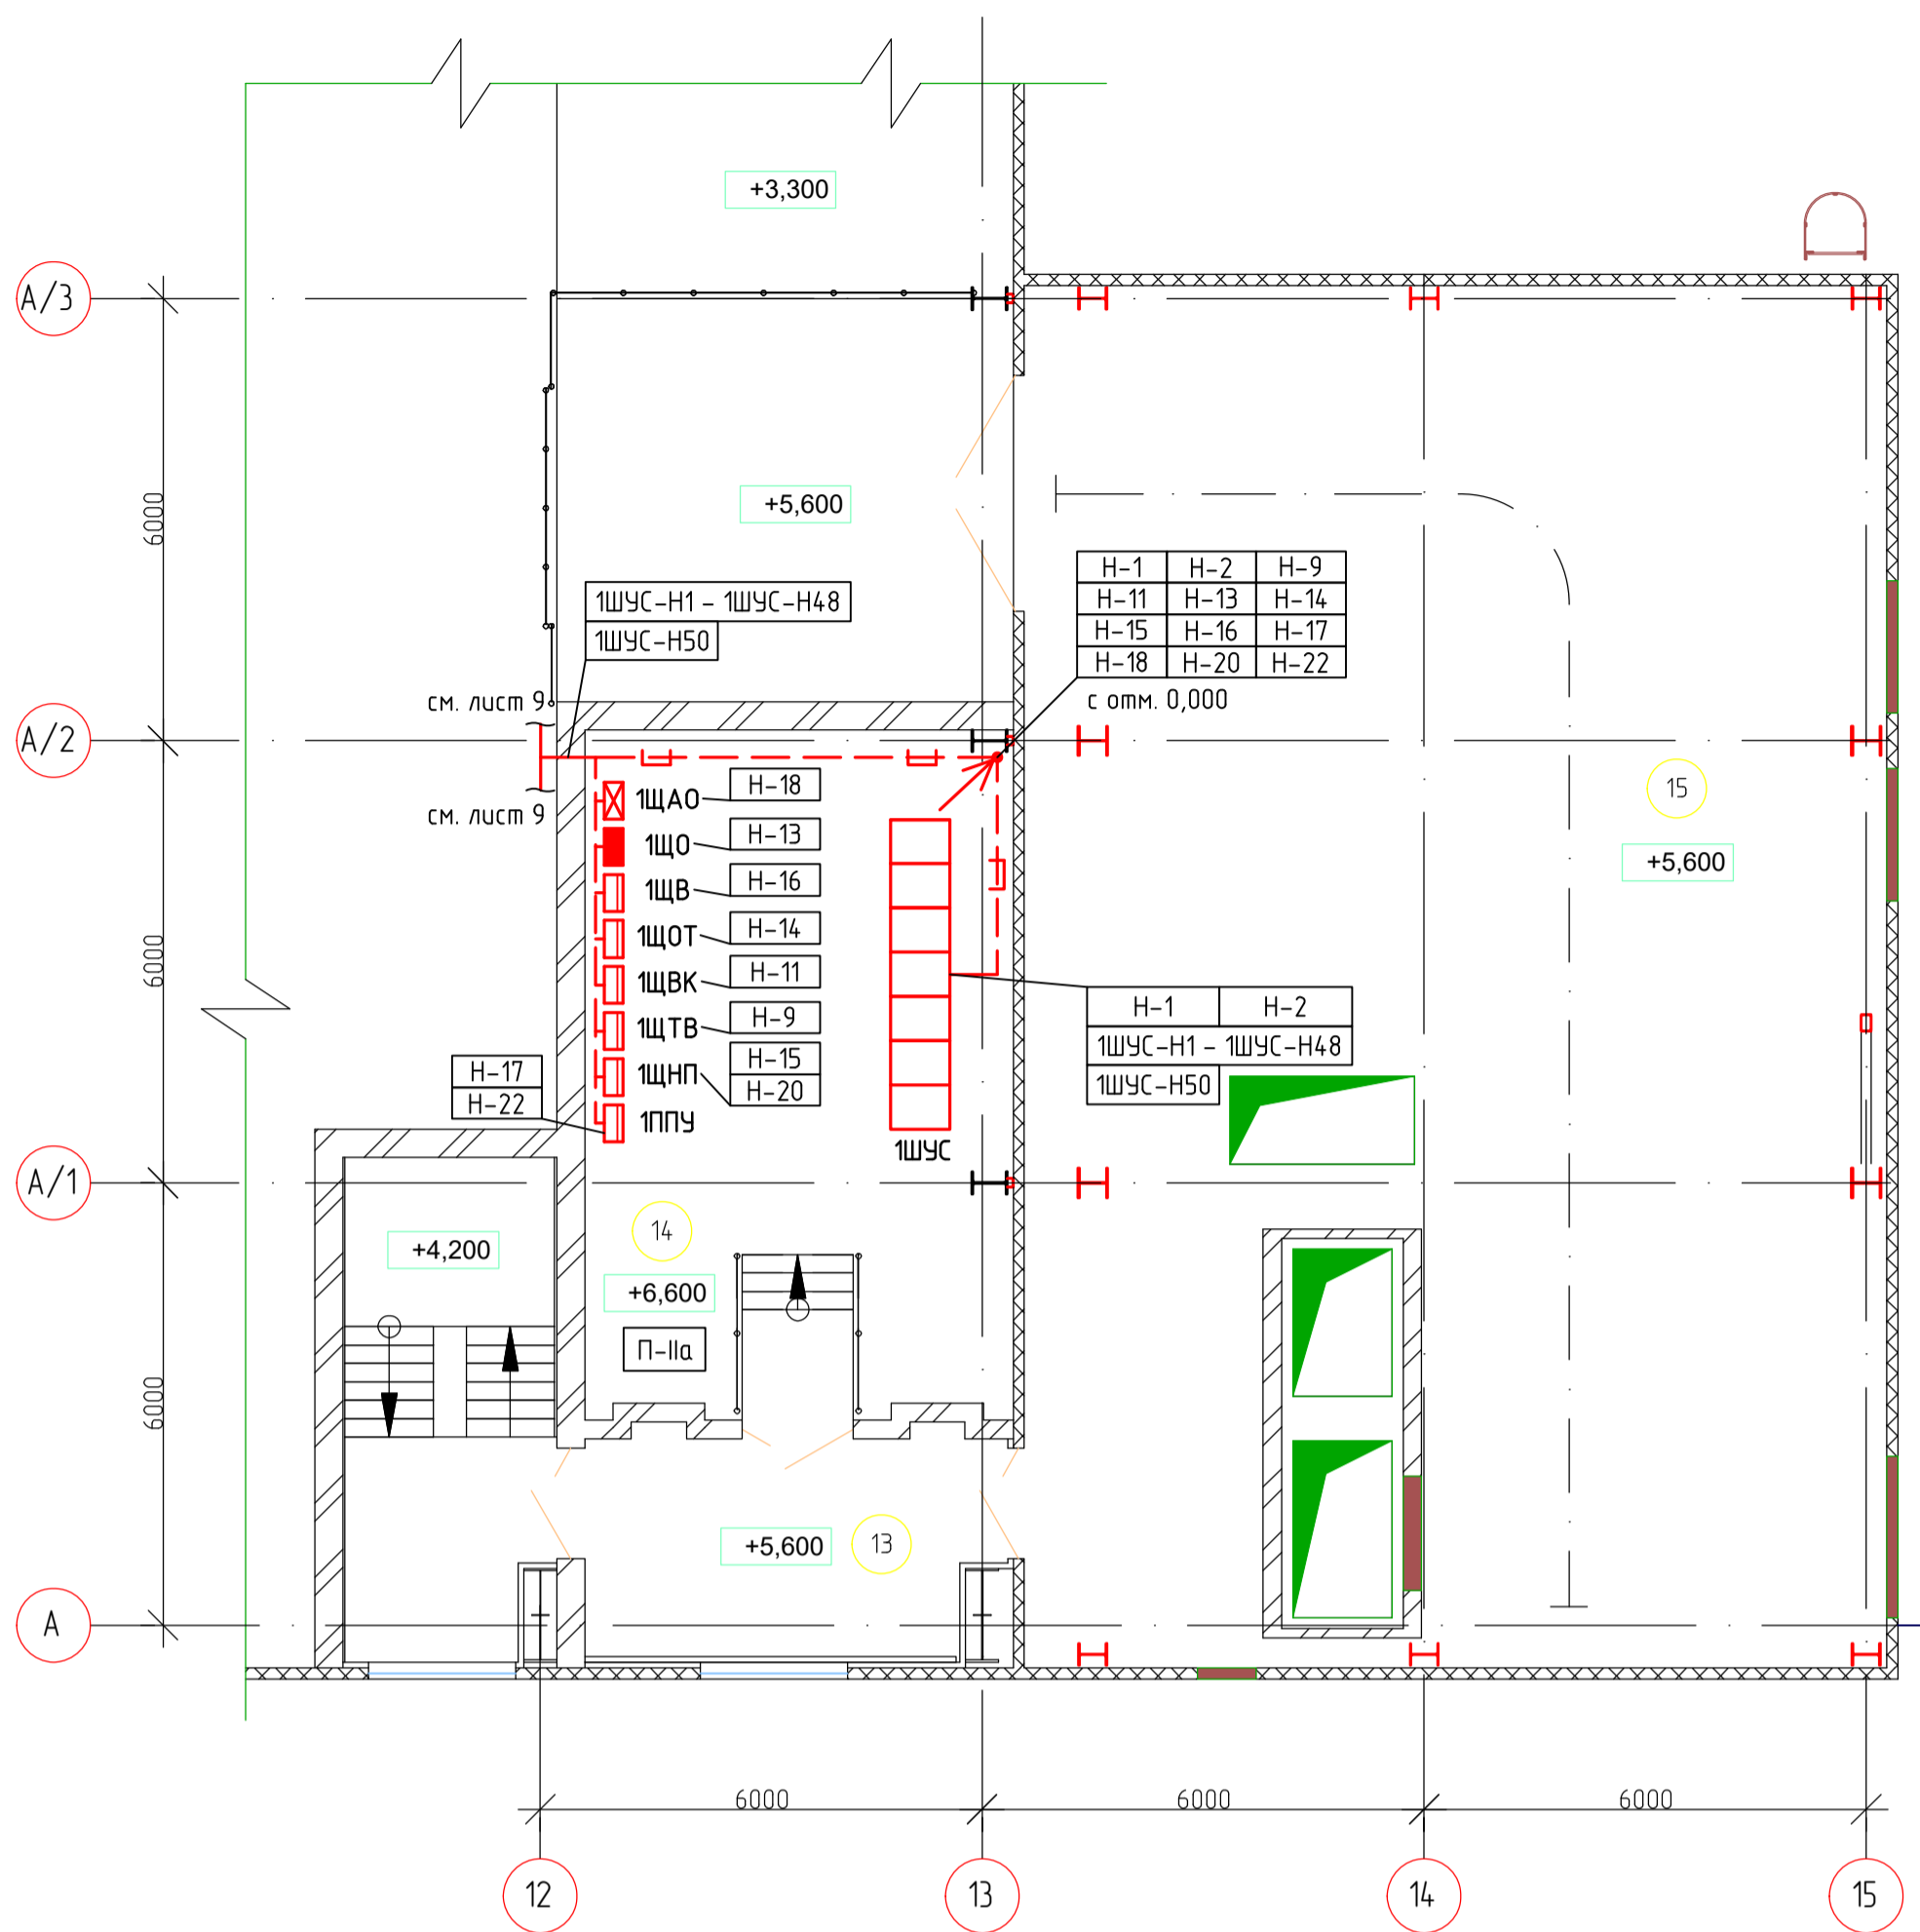 +3,300
А/3
+5,600
6000
Н-1 Н-2 Н-9
Н-11 Н-13 Н-14
Н-15 Н-16 Н-17
Н-18 Н-20 Н-22
с отм. 0,000
1ШУС-Н1 - 1ШУС-Н48
1ШУС-Н50
см. лист 9
А/2
см. лист 9
1ЩАО Н-18
1ЩО Н-13
1ЩВ Н-16
1ЩОТ Н-14
1ЩВК Н-11
1ЩТВ Н-9
1ЩНП Н-15
Н-20
1ППУ
Н-17
Н-22
1ШУС
15
+5,600
6000
Н-1 Н-2
1ШУС-Н1 - 1ШУС-Н48
1ШУС-Н50
А/1
+4,200
14
+6,600
П-IIа
6000
+5,600
13
А
6000
6000
6000
12
13
14
15